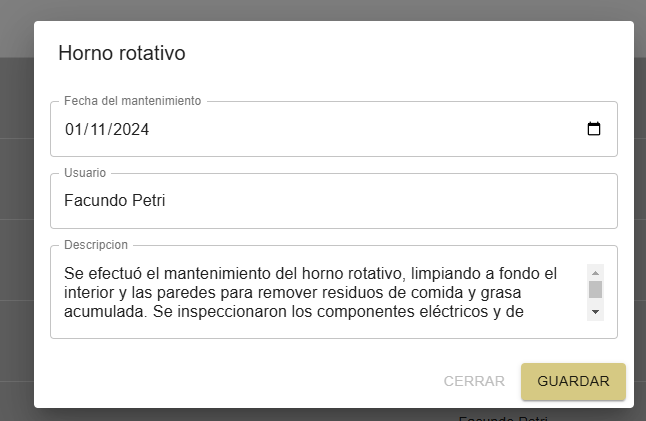 Horno rotativo
Fecha del mantenimiento
01/11/2024
Usuario
Facundo Petri
Descripcion
Se efectuó el mantenimiento del horno rotativo, limpiando a fondo el
interior y las paredes para remover residuos de comida y grasa
acumulada. Se inspeccionaron los componentes eléctricos y de
CERRAR
GUARDAR
Facundo Petri